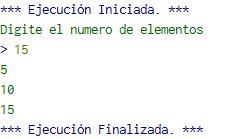 *** Ejecución Iniciada. ***
Digite el numero de elementos
> 15
5
10
15
*** Ejecución Finalizada. ***